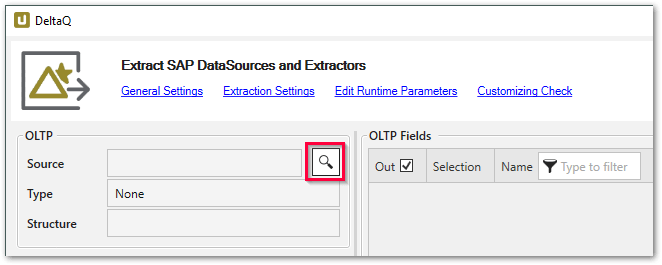 DeltaQ
Extract SAP DataSources and Extractors
General Settings Extraction Settings Edit Runtime Parameters Customizing Check
OLTP
Source
Type None
Structure
OLTP Fields
Out Selection Name Type to filter